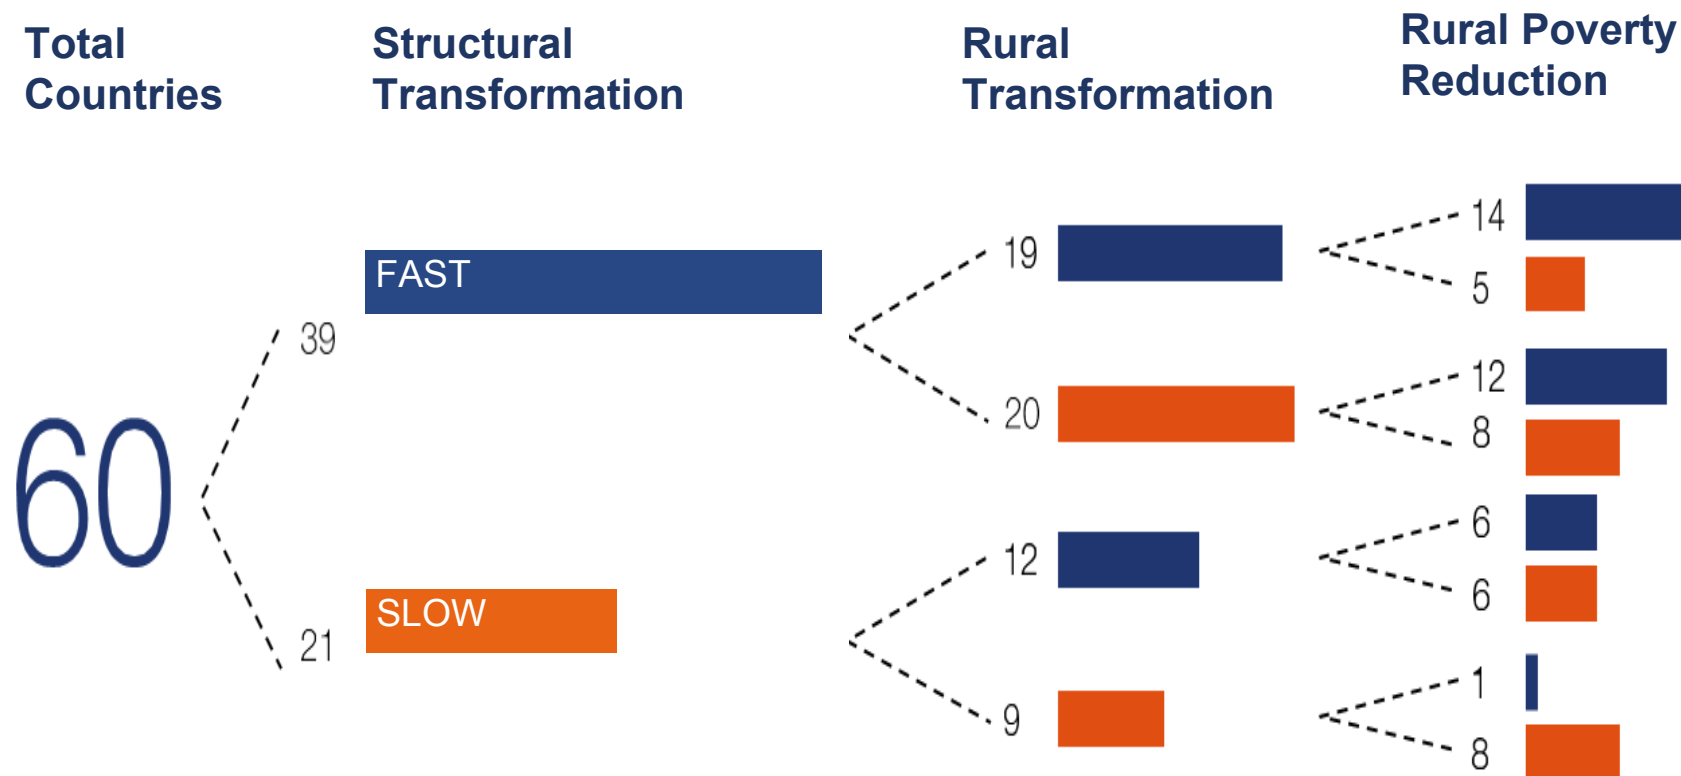 Total
Countries
Structural
Transformation
Rural
Transformation
Rural Poverty
Reduction
60
39
FAST
21
SLOW
19
20
12
9
14
5
12
8
6
6
1
8